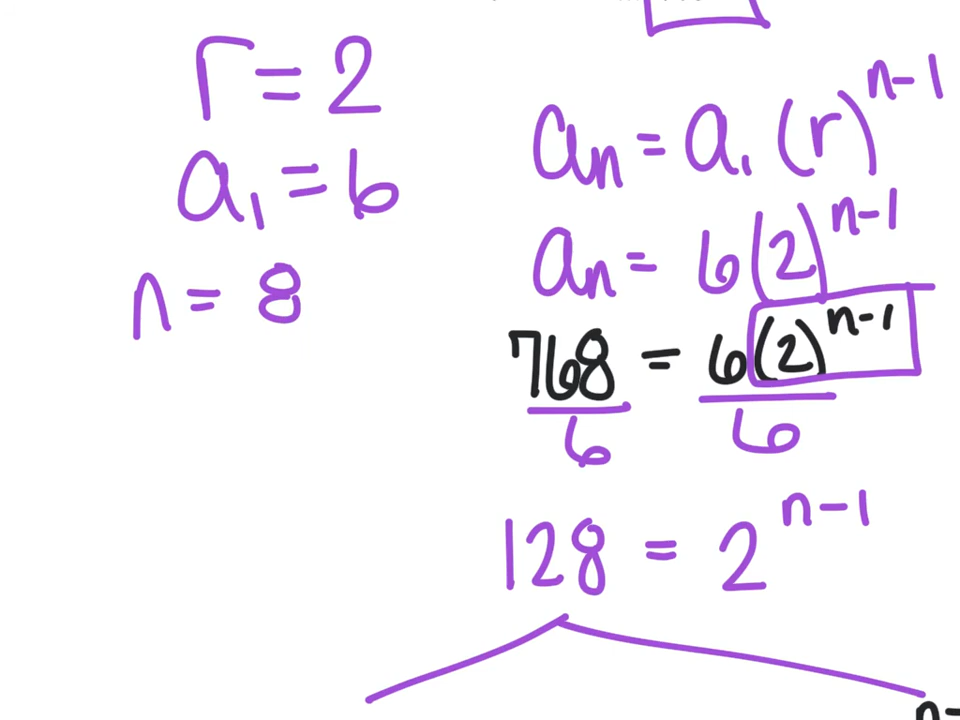 r = 2
a₁ = 6
n = 8
aₙ = a₁ (r)ⁿ⁻¹
aₙ = 6(2)ⁿ⁻¹
768 = 6(2)ⁿ⁻¹
6 6
128 = 2ⁿ⁻¹